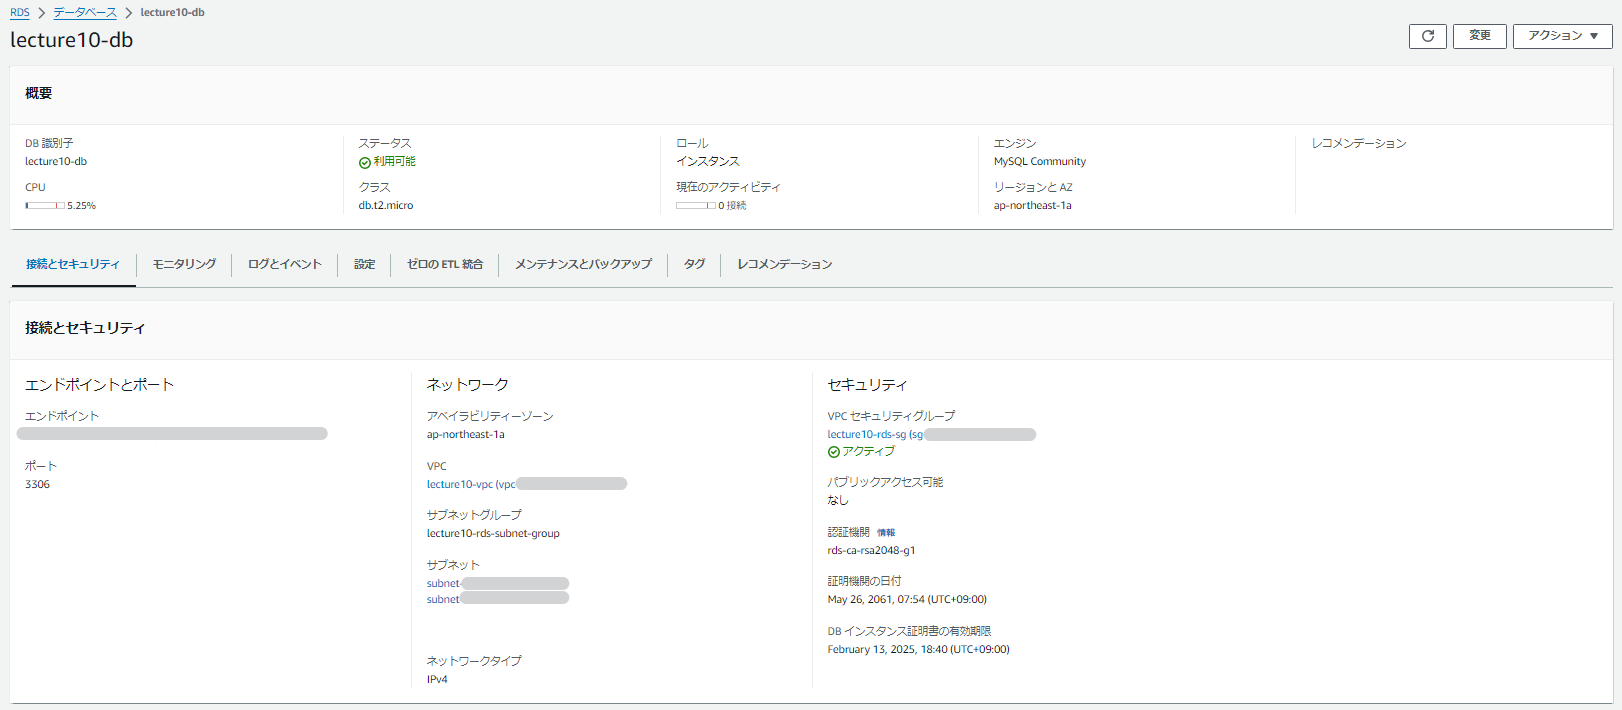 RDS > データベース > lecture10-db
lecture10-db
変更
アクション ▼
概要
DB 識別子
lecture10-db
CPU
5.25%
ステータス
利用可能
クラス
db.t2.micro
ロール
インスタンス
現在のアクティビティ
0 接続
エンジン
MySQL Community
リージョンと AZ
ap-northeast-1a
レコメンデーション
接続とセキュリティ
モニタリング
ログとイベント
設定
ゼロの ETL 統合
メンテナンスとバックアップ
タグ
レコメンデーション
接続とセキュリティ
エンドポイントとポート
エンドポイント
ポート
3306
ネットワーク
アベイラビリティーゾーン
ap-northeast-1a
VPC
lecture10-vpc (vpc
サブネットグループ
lecture10-rds-subnet-group
サブネット
subnet-
subnet
ネットワークタイプ
IPv4
セキュリティ
VPC セキュリティグループ
lecture10-rds-sg (sg
アクティブ
パブリックアクセス可能
なし
認証機関 情報
rds-ca-rsa2048-g1
証明機関の日付
May 26, 2061, 07:54 (UTC+09:00)
DB インスタンス証明書の有効期限
February 13, 2025, 18:40 (UTC+09:00)